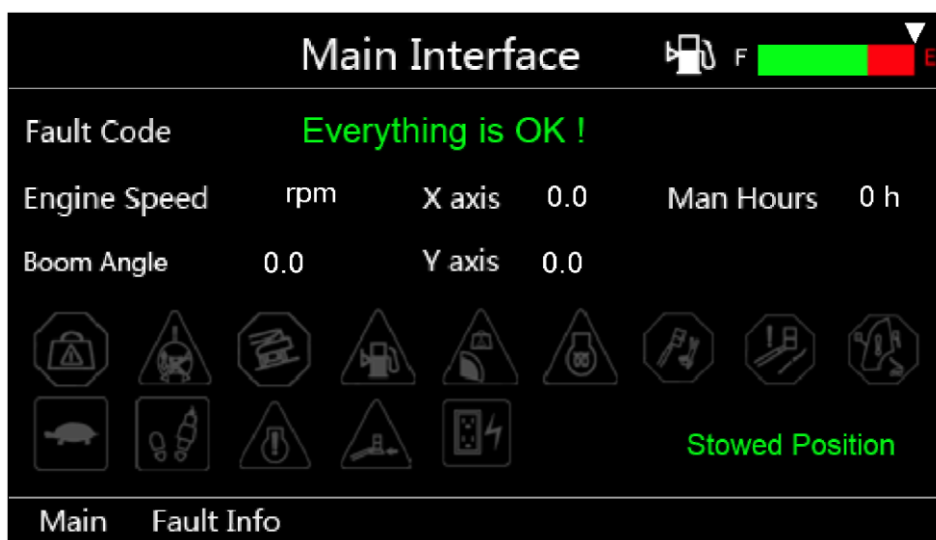 Main Interface F E
Fault Code Everything is OK !
Engine Speed rpm X axis 0.0 Man Hours 0 h
Boom Angle 0.0 Y axis 0.0
Stowed Position
Main Fault Info